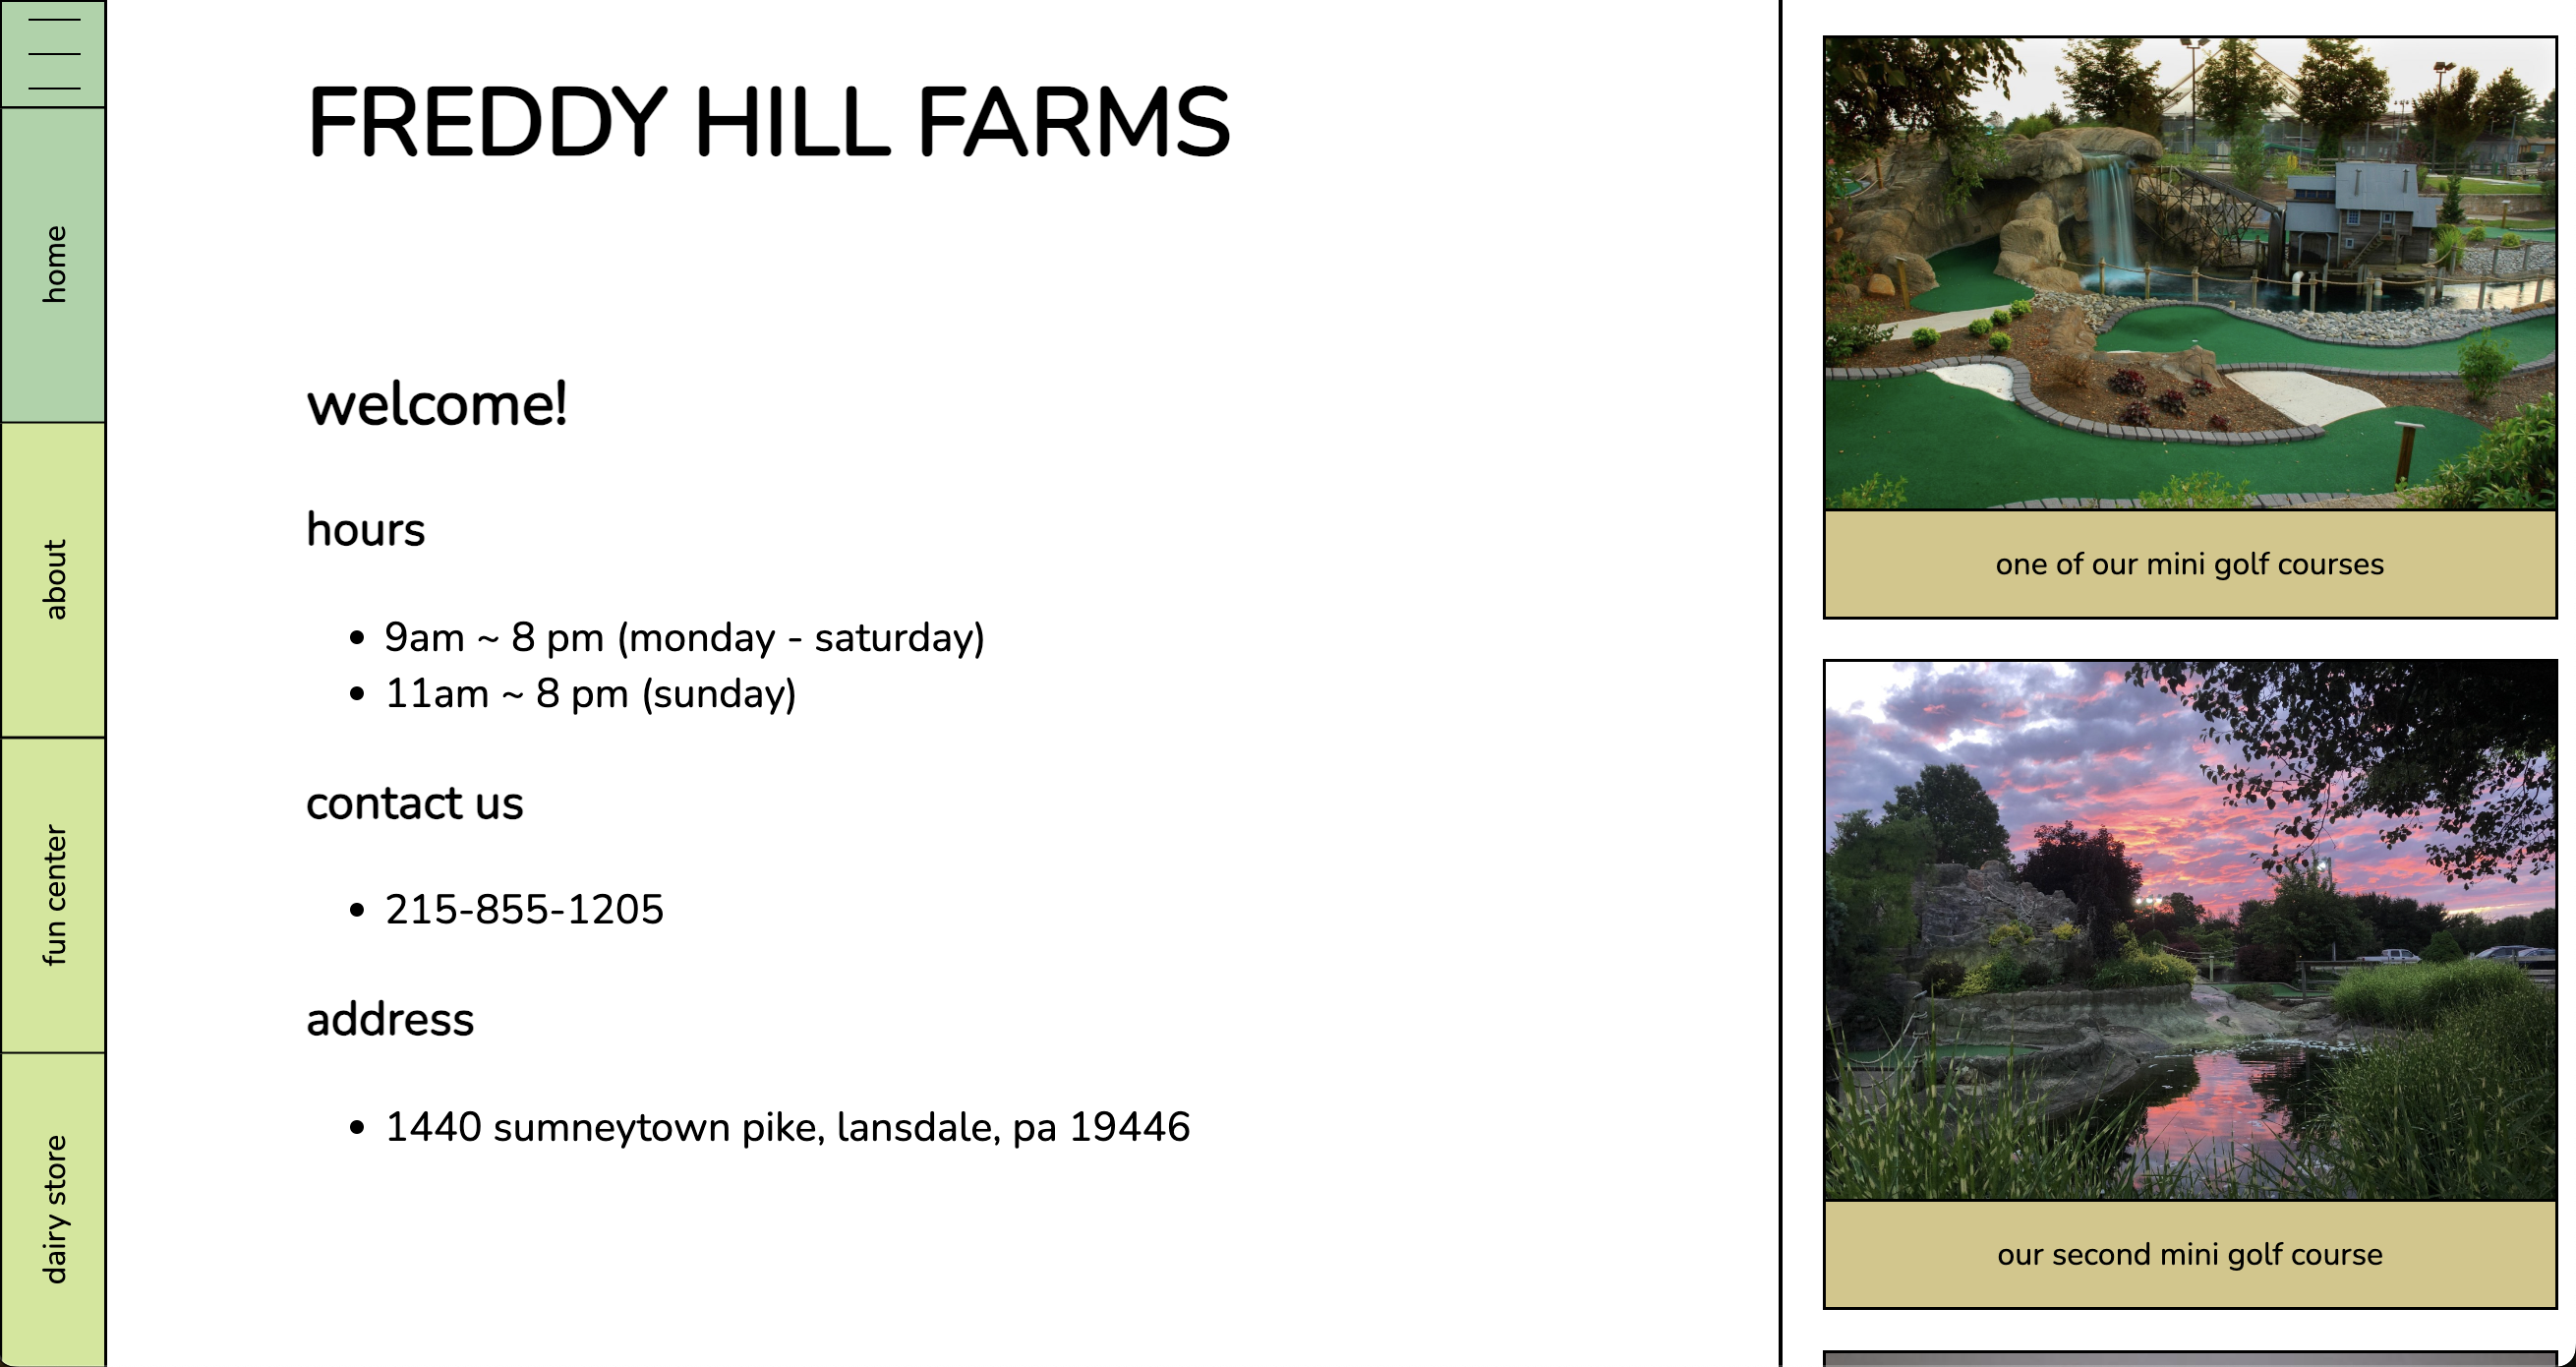 home
about
fun center
dairy store
FREDDY HILL FARMS
welcome!
hours
9am ~ 8 pm (monday - saturday)
11am ~ 8 pm (sunday)
contact us
215-855-1205
address
1440 sumneytown pike, lansdale, pa 19446
one of our mini golf courses
our second mini golf course